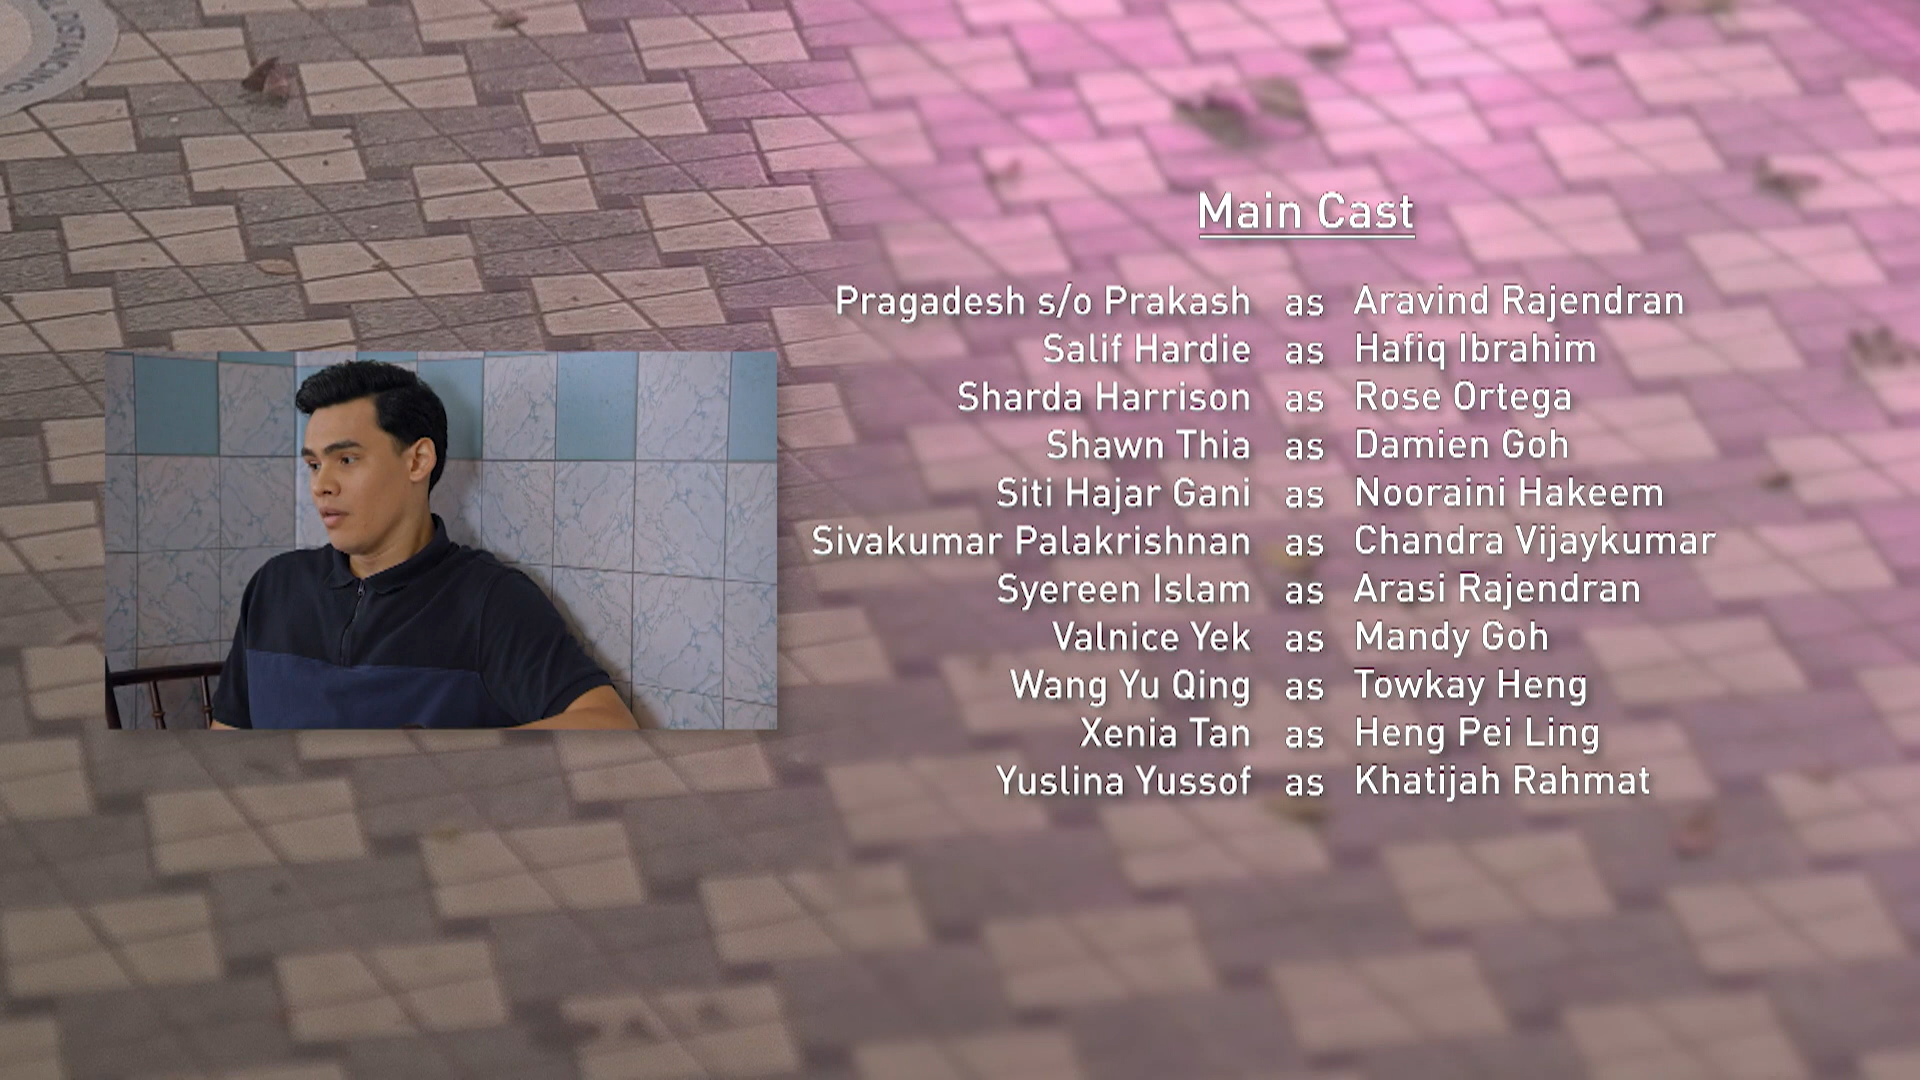 DISTANCING
Main Cast
Pragadesh s/o Prakash as Aravind Rajendran
Salif Hardie as Hafiq Ibrahim
Sharda Harrison as Rose Ortega
Shawn Thia as Damien Goh
Siti Hajar Gani as Nooraini Hakeem
Sivakumar Palakrishnan as Chandra Vijaykumar
Syereen Islam as Arasi Rajendran
Valnice Yek as Mandy Goh
Wang Yu Qing as Towkay Heng
Xenia Tan as Heng Pei Ling
Yuslina Yussof as Khatijah Rahmat